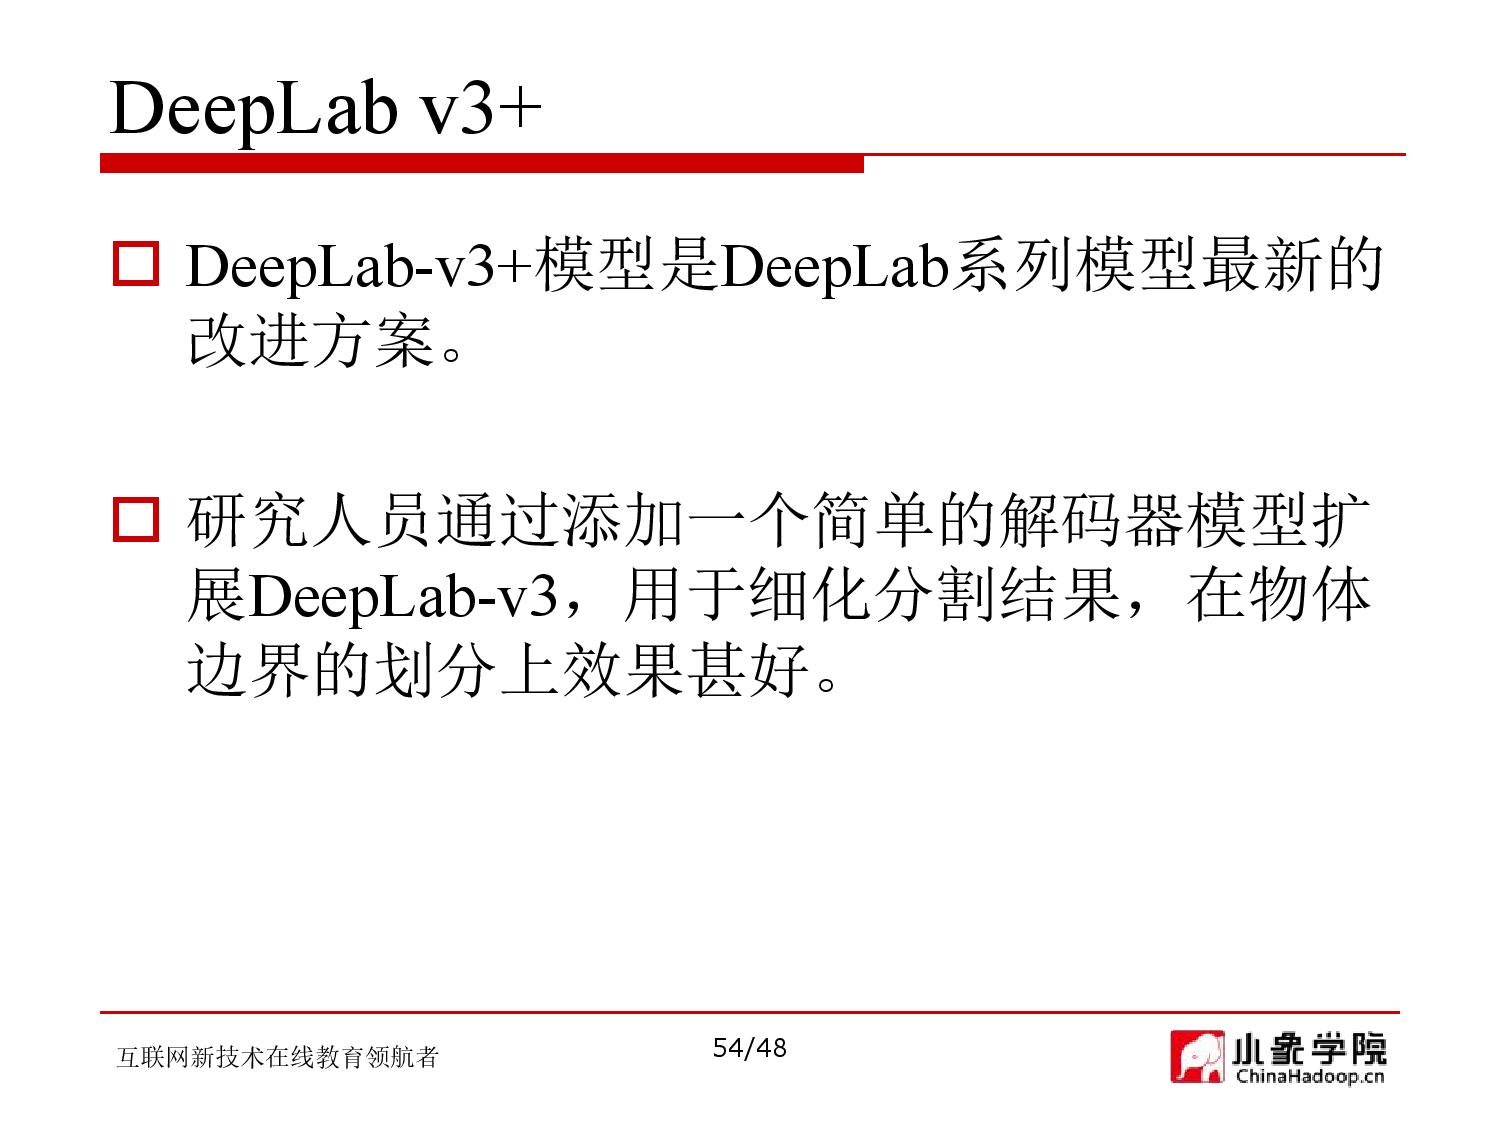 DeepLab v3+
DeepLab-v3+模型是DeepLab系列模型最新的
改进方案。
研究人员通过添加一个简单的解码器模型扩
展DeepLab-v3，用于细化分割结果，在物体
边界的划分上效果甚好。
互联网新技术在线教育领航者
54/48
小象学院
ChinaHadoop.cn